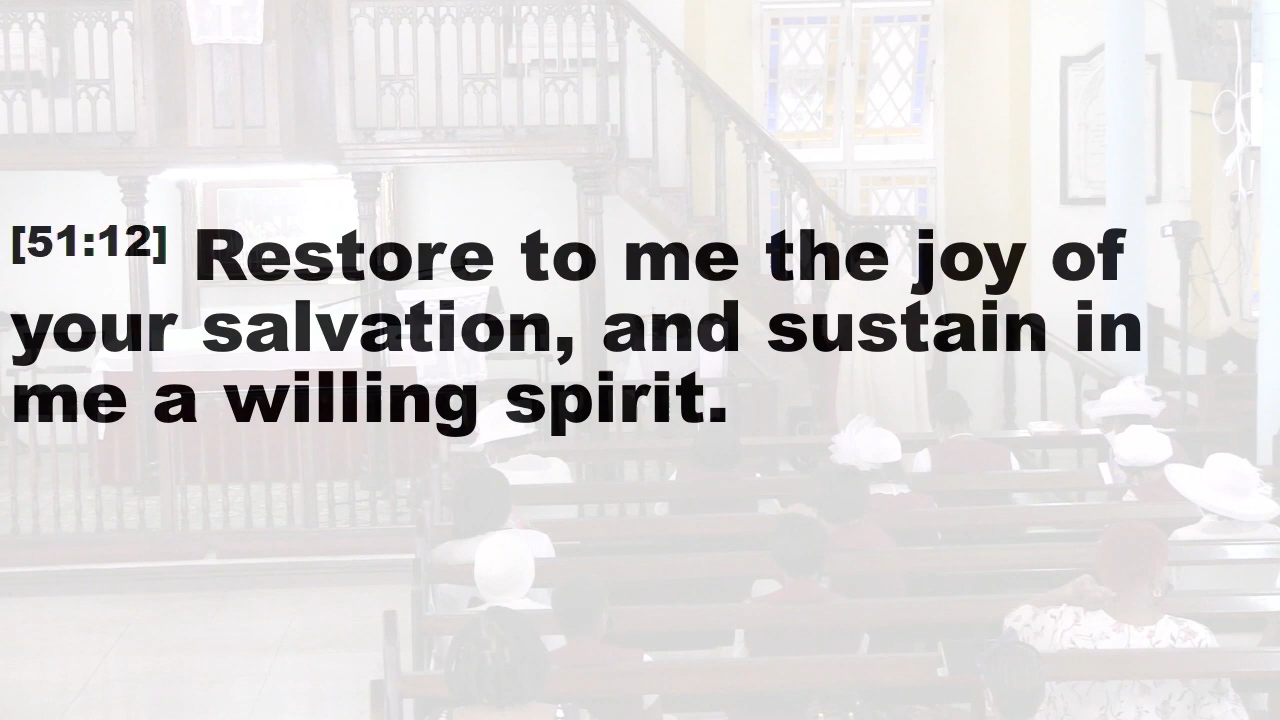 [51:12] Restore to me the joy of
your salvation, and sustain in
me a willing spirit.